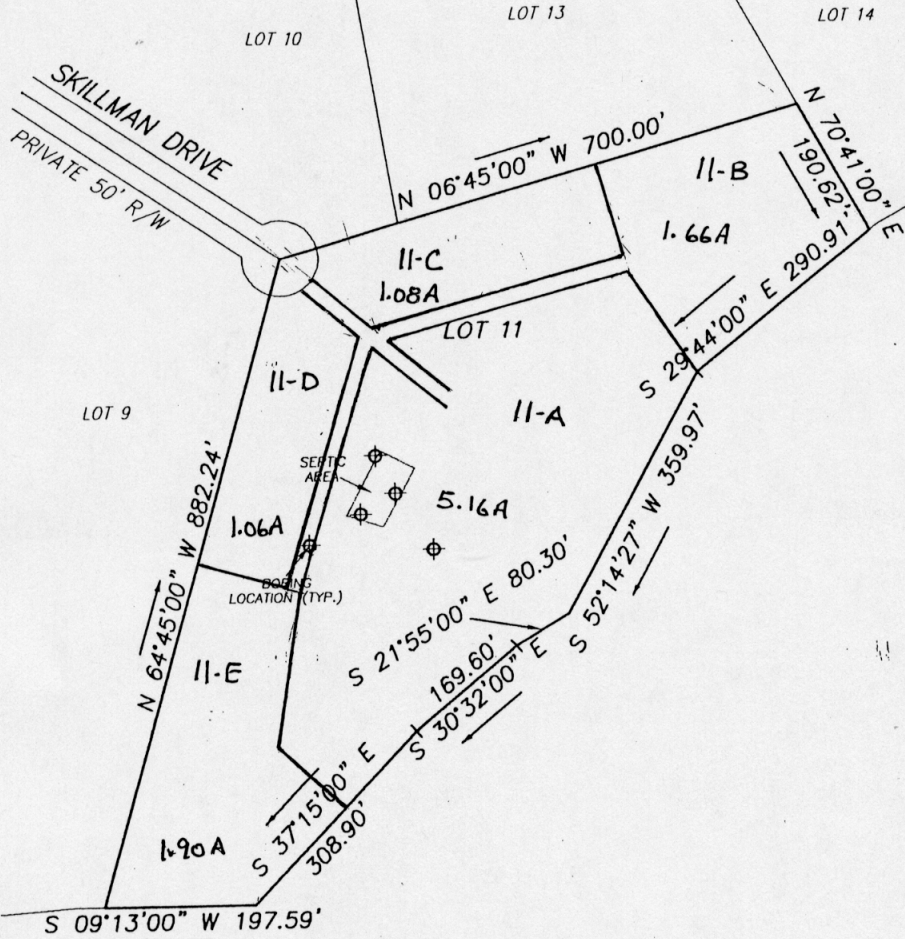 LOT 10
LOT 13
LOT 14
SKILLMAN DRIVE
PRIVATE 50' R/W
N 06°45'00" W 700.00'
N 70°41'00" E
190.62'
11-B
1.66A
11-C
1.08A
S 29°44'00" E 290.91'
LOT 11
11-D
11-A
LOT 9
SEPTIC
AREA
5.16A
S 52°14'27" W 359.97'
1.06A
BORING
LOCATION (TYP.)
N 64°45'00" W 882.24'
S 21°55'00" E 80.30'
169.60'
S 30°32'00" E
11-E
S 37°15'00" E
308.90'
1.90A
S 09°13'00" W 197.59'